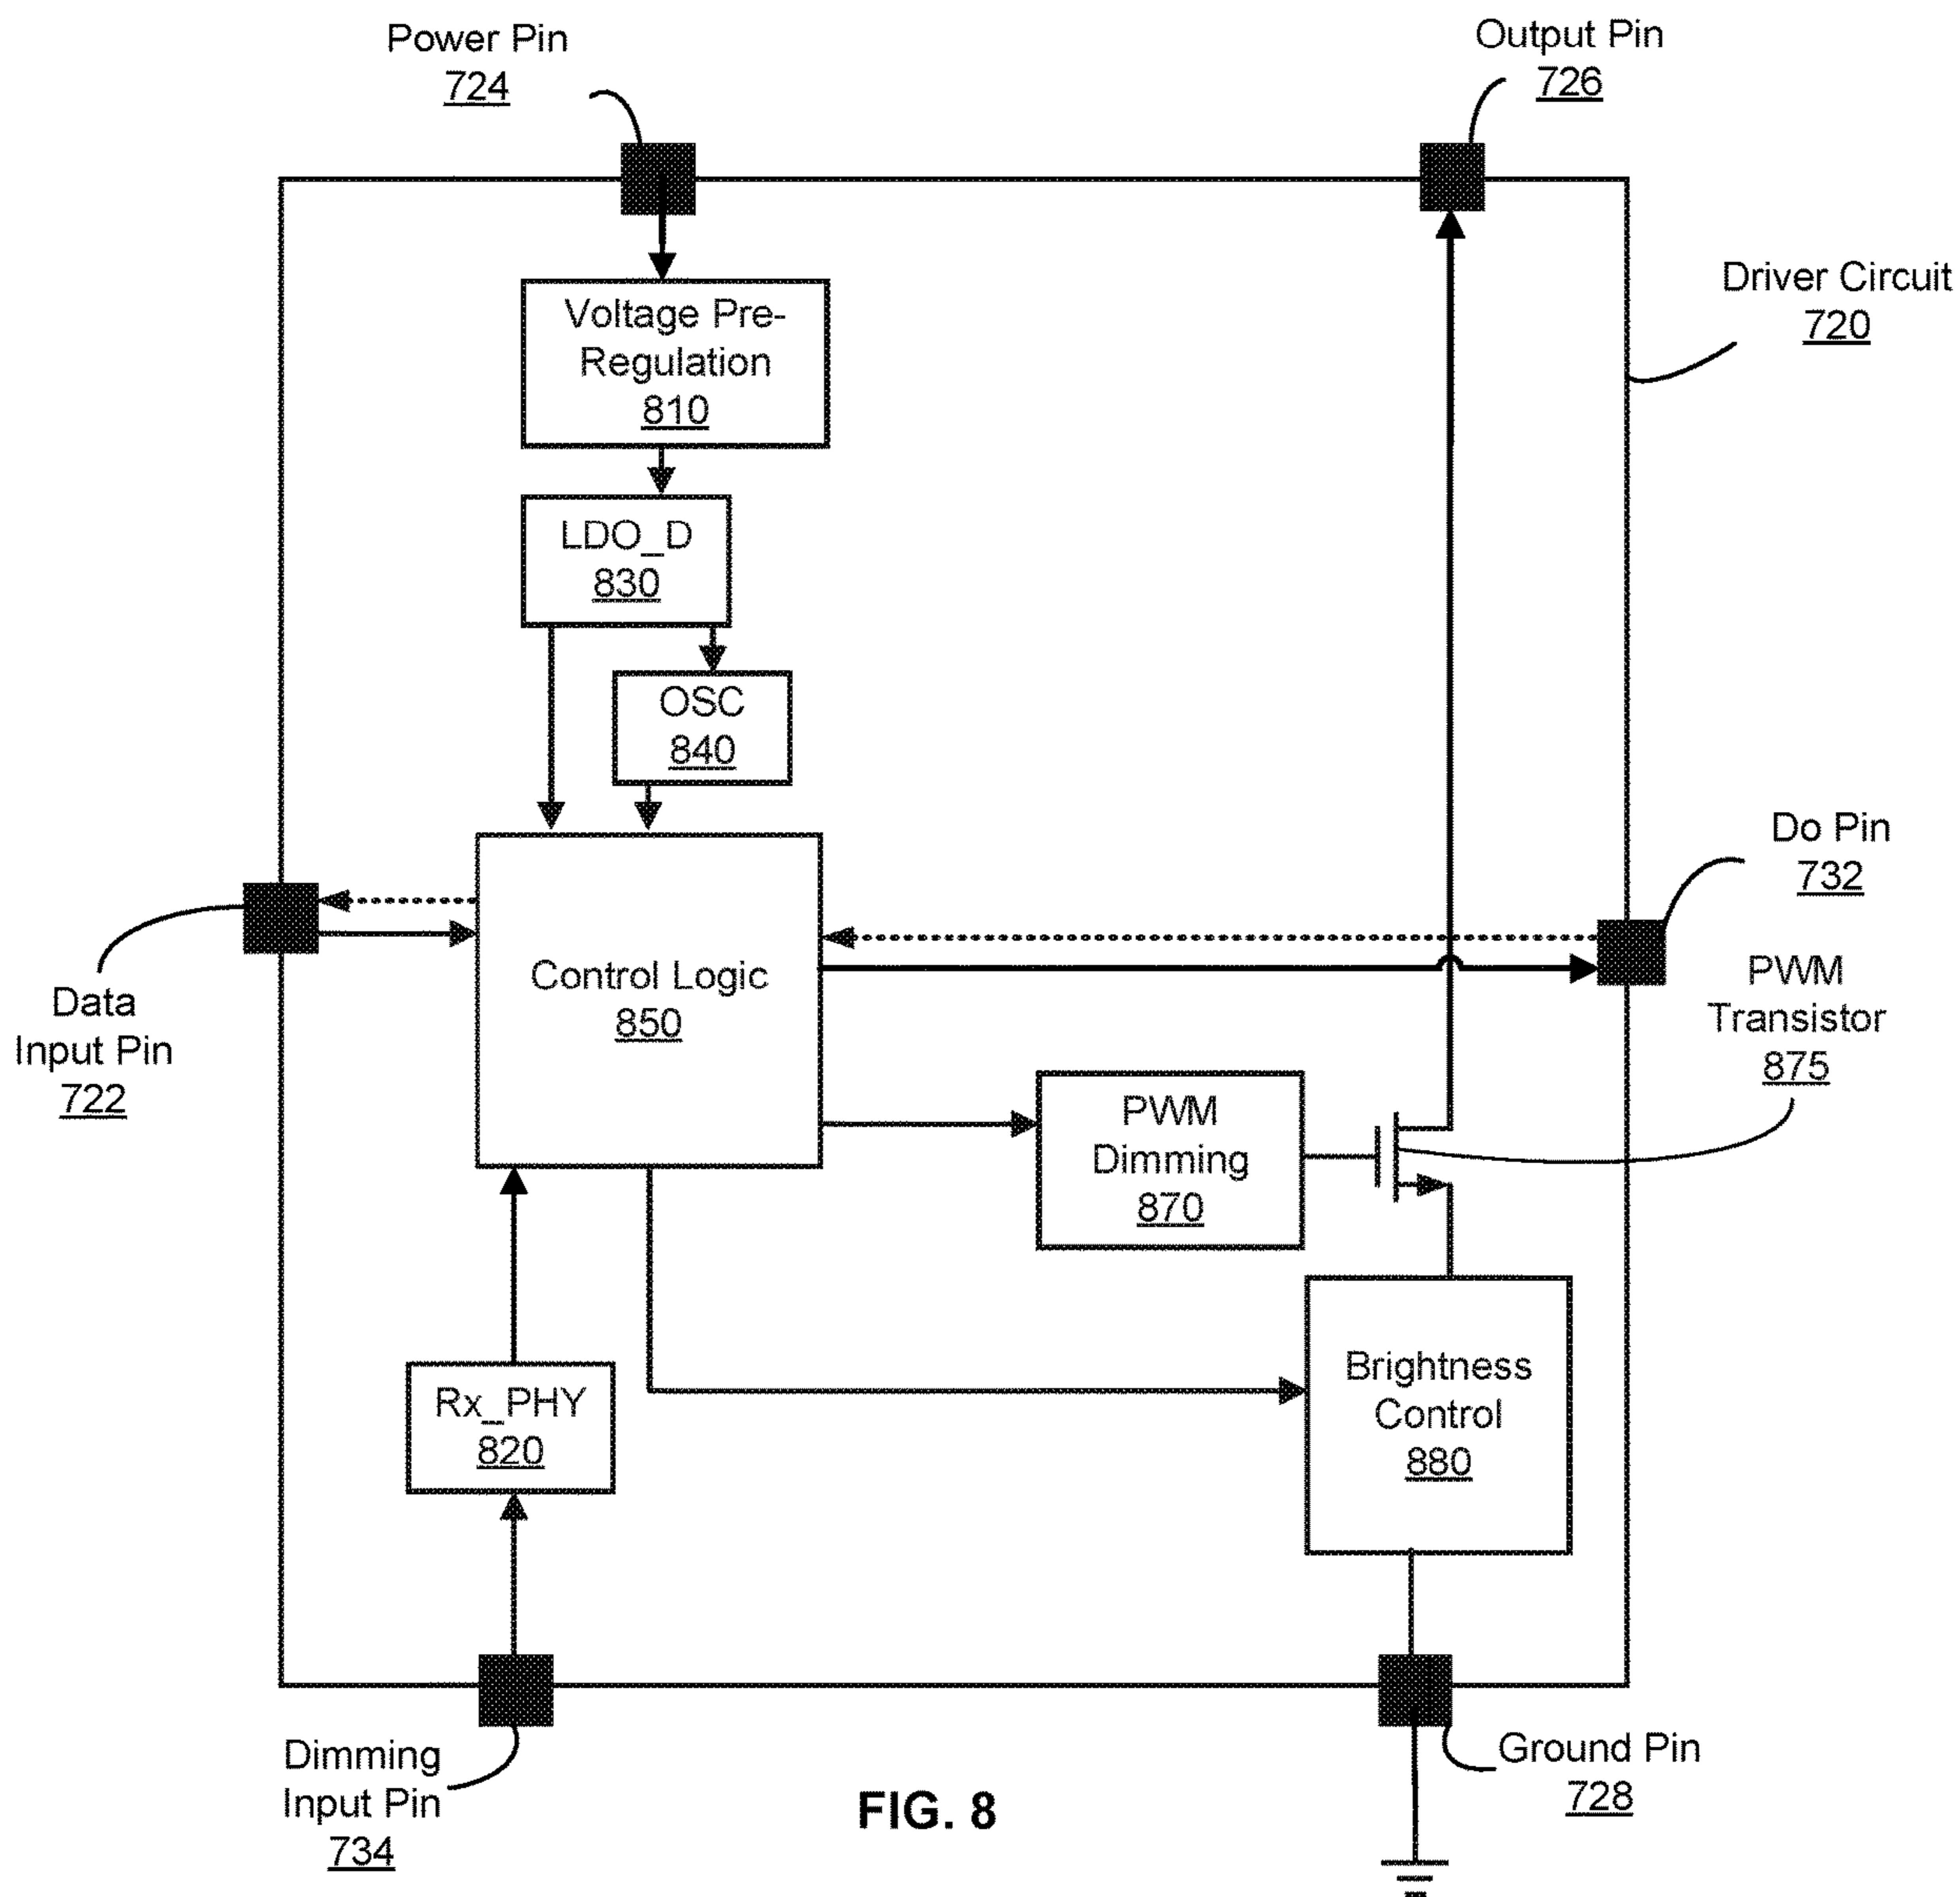 Power Pin
724
Output Pin
726
Driver Circuit
720
Voltage Pre-
Regulation
810
LDO_D
830
OSC
840
Do Pin
732
Control Logic
850
Data
Input Pin
722
PWM
Transistor
875
PWM
Dimming
870
Rx_PHY
820
Brightness
Control
880
Dimming
Input Pin
734
Ground Pin
728
FIG. 8